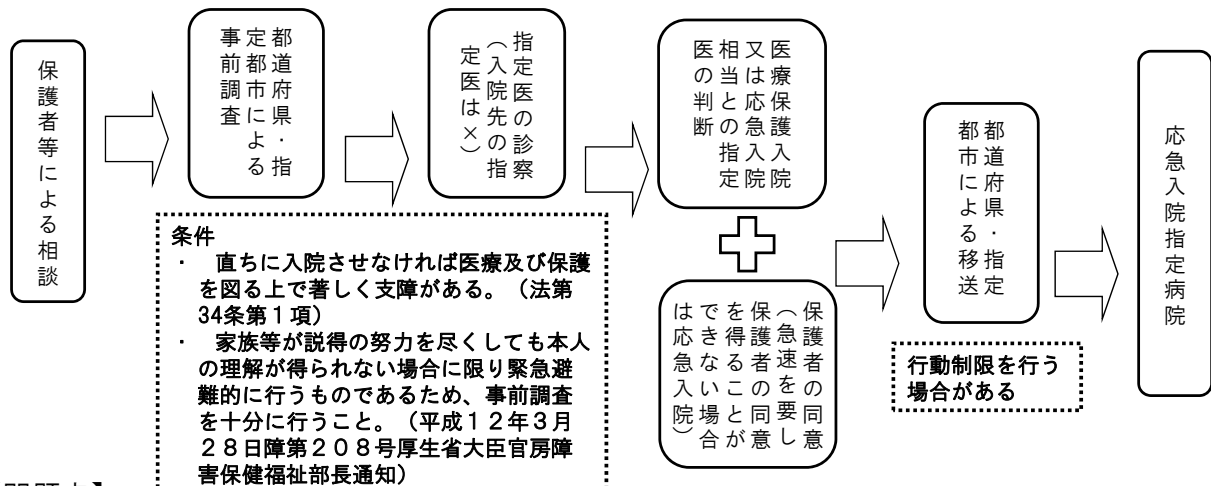 保護者等による相談
都道府県・指
定都市による
事前調査
指定医の診察
（入院先の指
定医は×）
医療保護入院
又は応急入院
相当との指定
医の判断
保護者の同意
（急速を要し
保護者の同意
を得ることが
できない場合
は応急入院）
都道府県・指定
都市による移送
応急入院指定病院
条件
・　直ちに入院させなければ医療及び保護
を図る上で著しく支障がある。（法第
34条第１項）
・　家族等が説得の努力を尽くしても本人
の理解が得られない場合に限り緊急避
難的に行うものであるため、事前調査
を十分に行うこと。（平成１２年３月
２８日障第２０８号厚生省大臣官房障
害保健福祉部長通知）
行動制限を行う
場合がある